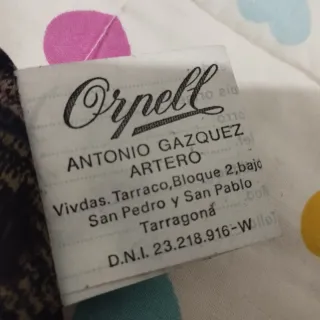 Orpell
ANTONIO GAZQUEZ
ARTERO
Vivdas. Tarraco, Bloque 2, bajo
San Pedro y San Pablo
Tarragona
D.N.I. 23.218.916-W